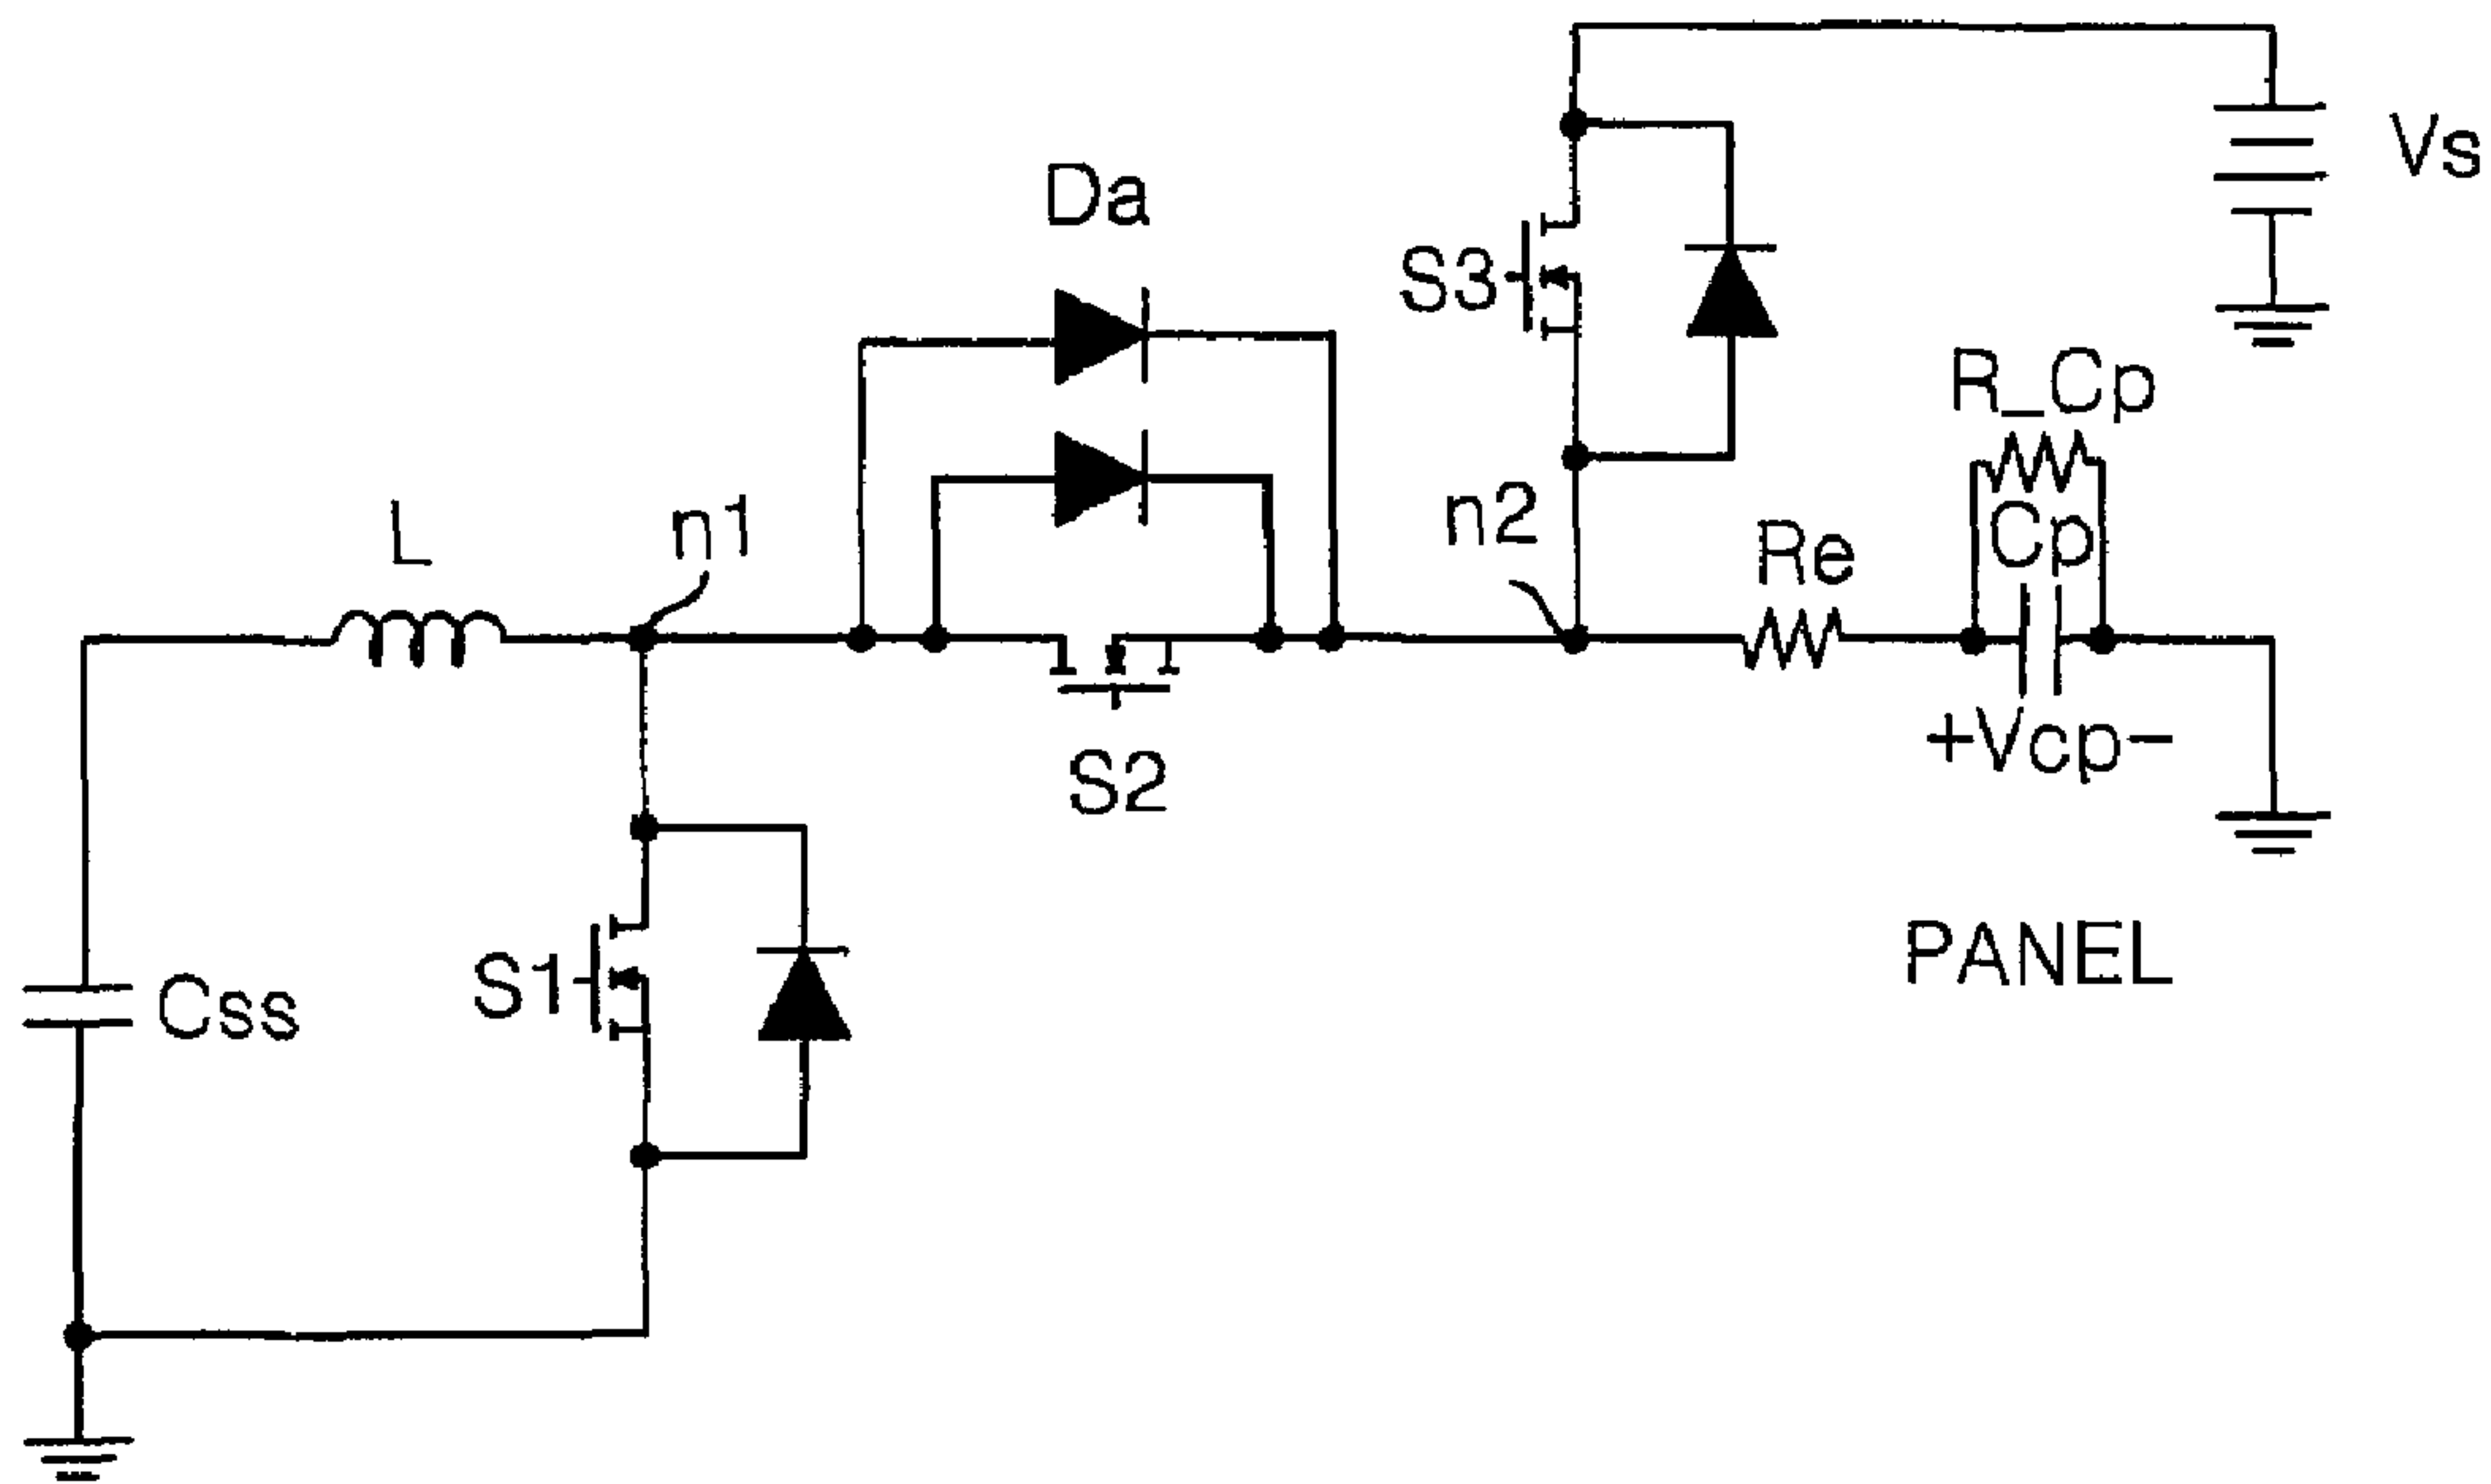 Vs
Da
S3
R_Cp
L
n1
n2
Re
Cp
+Vcp-
S2
PANEL
S1
Css